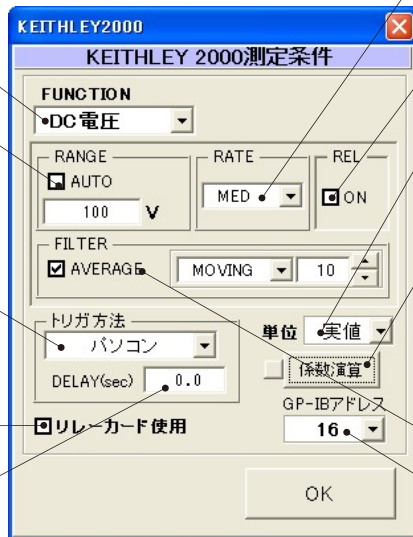 KEITHLEY2000
KEITHLEY 2000測定条件
FUNCTION
DC電圧
RANGE
AUTO
100 V
RATE
MED
REL
ON
FILTER
AVERAGE
MOVING
10
トリガ方法
パソコン
DELAY(sec) 0.0
単位 実値
係数演算
GP-IBアドレス
16
リレーカード使用
OK